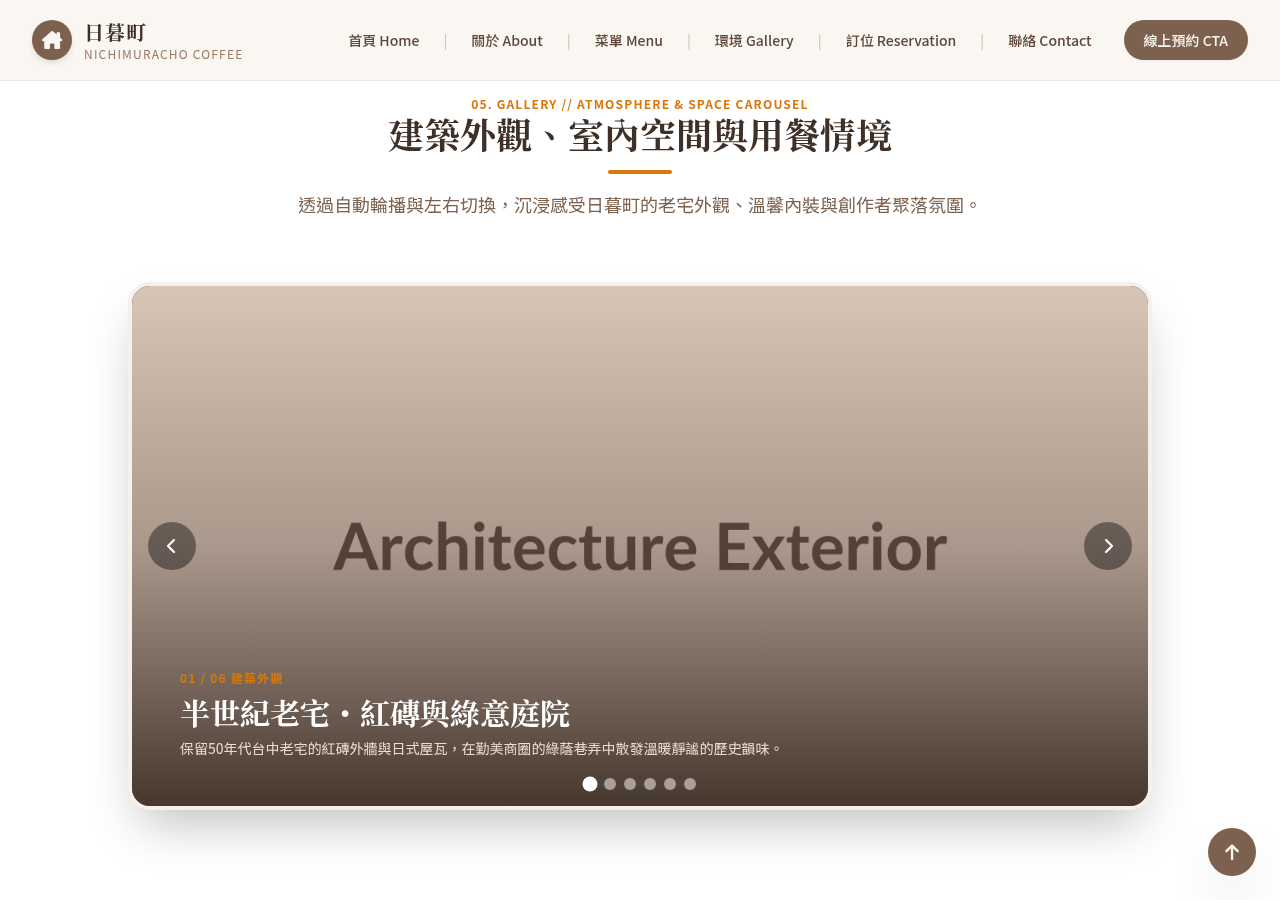 日暮町
NICHIMURACHO COFFEE
首頁 Home | 關於 About | 菜單 Menu | 環境 Gallery | 訂位 Reservation | 聯絡 Contact
線上預約 CTA
05. GALLERY // ATMOSPHERE & SPACE CAROUSEL
建築外觀、室內空間與用餐情境
透過自動輪播與左右切換，沉浸感受日暮町的老宅外觀、溫馨內裝與創作者聚落氛圍。
Architecture Exterior
01 / 06 建築外觀
半世紀老宅・紅磚與綠意庭院
保留50年代台中老宅的紅磚外牆與日式屋瓦，在勤美商圈的綠蔭巷弄中散發溫暖靜謐的歷史韻味。